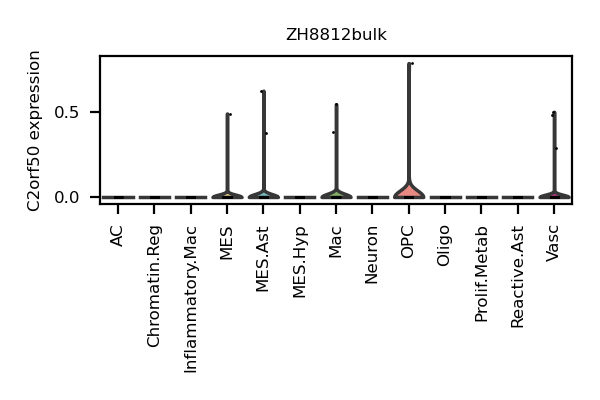 ZH8812bulk
C2orf50 expression
0.5
0.0
AC
Chromatin.Reg
Inflammatory.Mac
MES
MES.Ast
MES.Hyp
Mac
Neuron
OPC
Oligo
Prolif.Metab
Reactive.Ast
Vasc